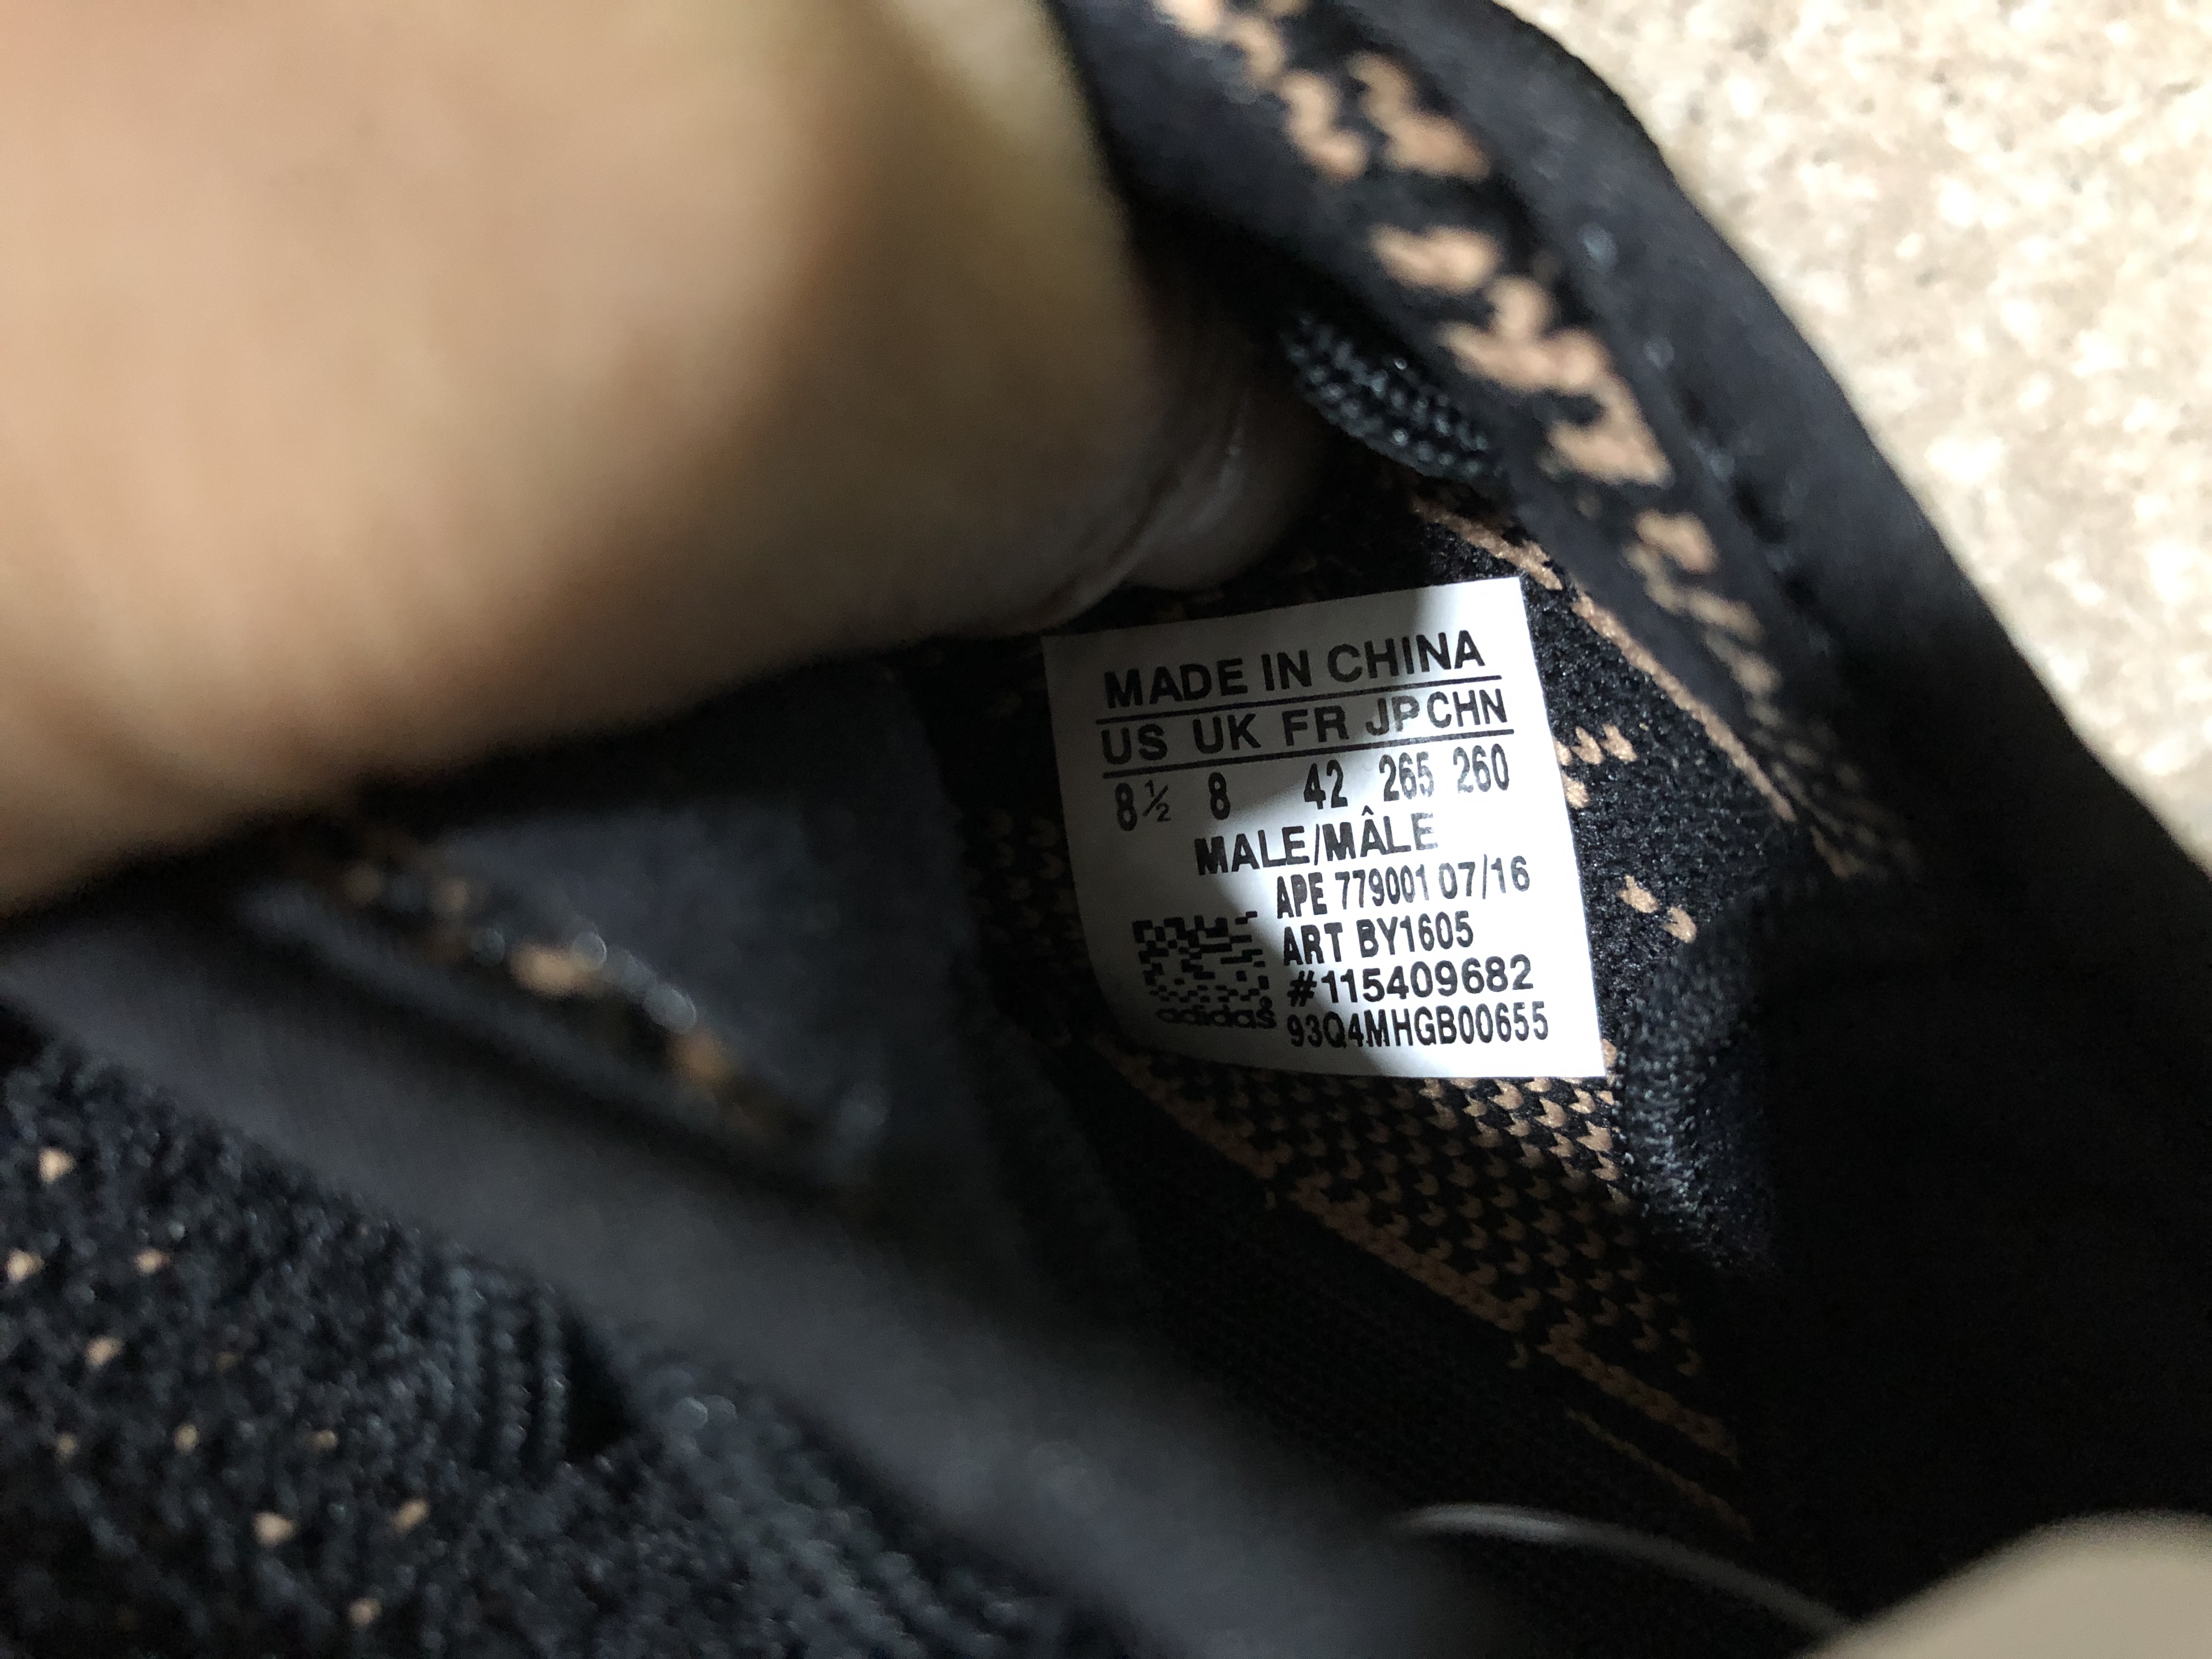 MADE IN CHINA
US UK FR JP CHN
8½ 8 42 265 260
MALE/MÂLE
APE 779001 07/16
ART BY1605
#115409682
adidas 93Q4MHGB00655